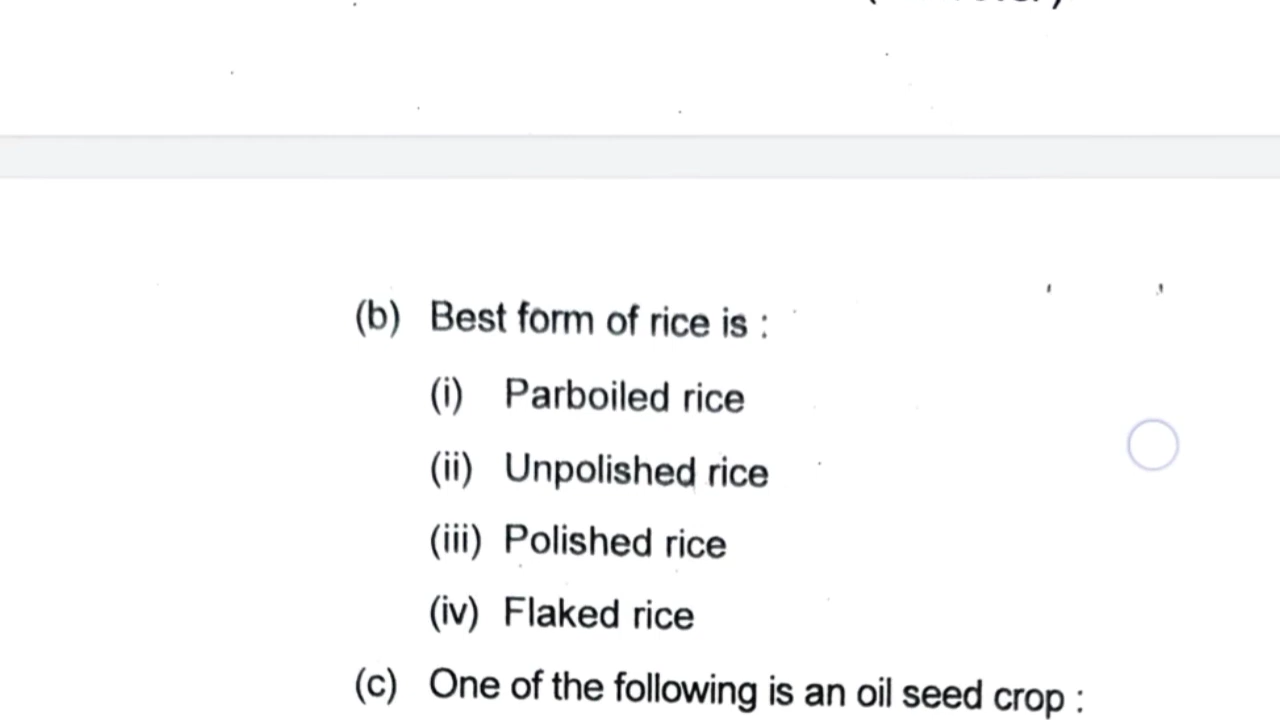 (b) Best form of rice is :
(i) Parboiled rice
(ii) Unpolished rice
(iii) Polished rice
(iv) Flaked rice
(c) One of the following is an oil seed crop :